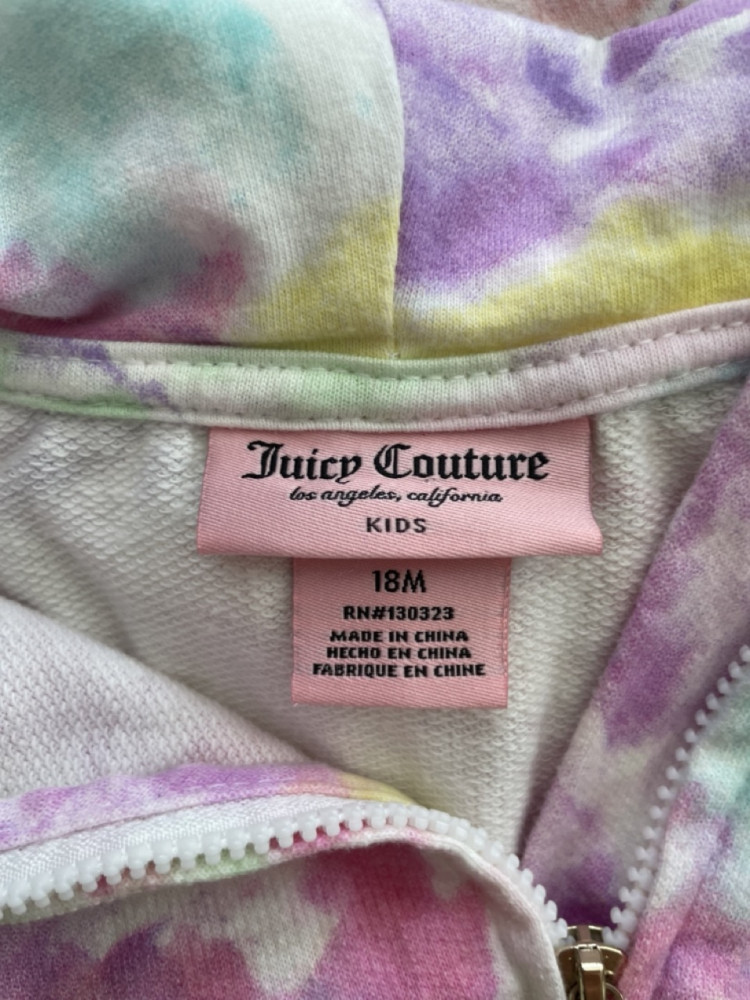 Juicy Couture
los angeles, california
KIDS
18M
RN#130323
MADE IN CHINA
HECHO EN CHINA
FABRIQUE EN CHINE